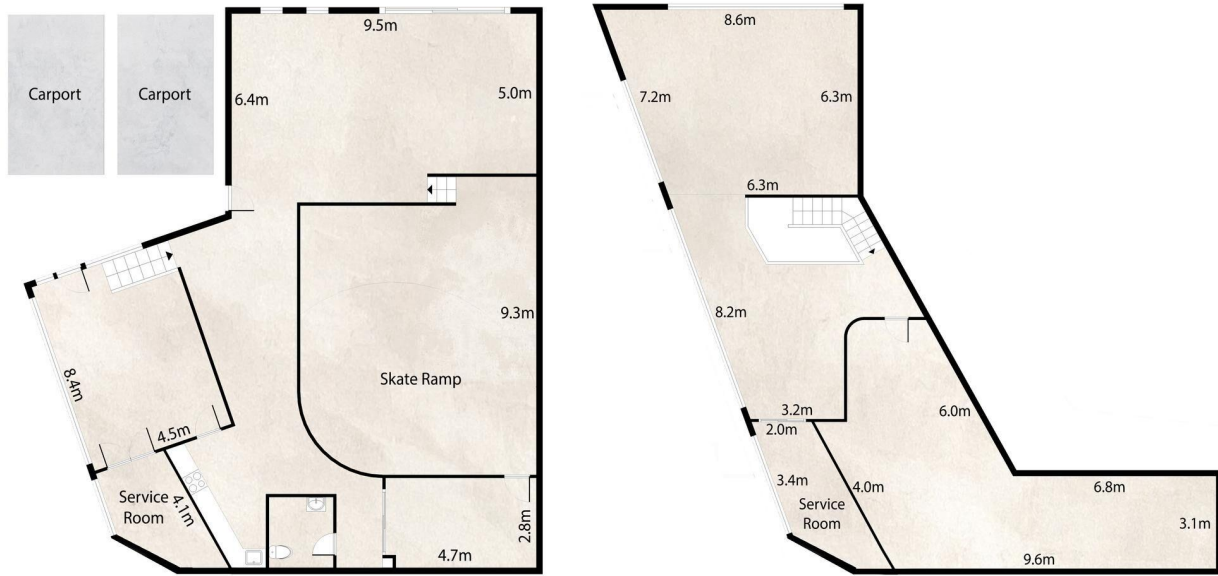 Carport
Carport
9.5m
6.4m
5.0m
9.3m
Skate Ramp
8.4m
4.5m
Service
Room
4.1m
2.8m
4.7m
8.6m
7.2m
6.3m
6.3m
8.2m
3.2m
2.0m
6.0m
3.4m
4.0m
Service
Room
6.8m
3.1m
9.6m